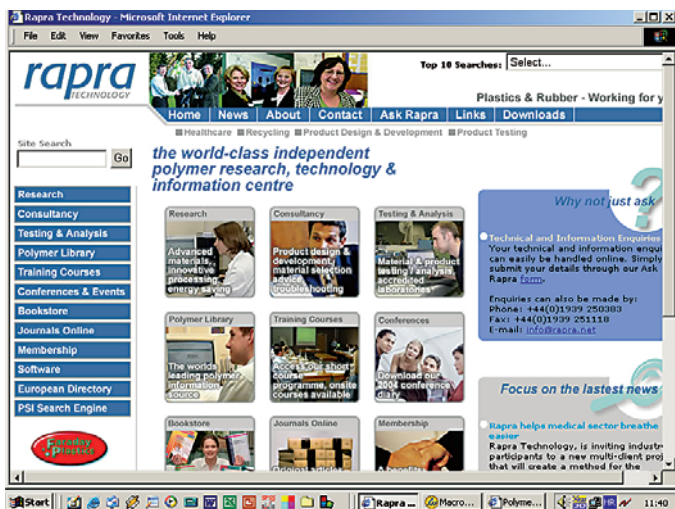 Rapra Technology - Microsoft Internet Explorer
File Edit View Favorites Tools Help
rapra
TECHNOLOGY
Top 10 Searches: Select...
Plastics & Rubber - Working for y
Home News About Contact Ask Rapra Links Downloads
Healthcare Recycling Product Design & Development Product Testing
Site Search
Go
the world-class independent
polymer research, technology &
information centre
Research
Consultancy
Testing & Analysis
Polymer Library
Training Courses
Conferences & Events
Bookstore
Journals Online
Membership
Software
European Directory
PSI Search Engine
Faraday
Plastics
Research
Advanced
materials,
innovative
processing
energy saving
Consultancy
Product design &
development,
material selection
advice
troubleshooting
Testing & Analysis
Material & product
testing / analysis,
accredited
laboratories
Polymer Library
The worlds
leading polymer
information
source
Training Courses
Access our short
course
programme, onsite
courses available
Conferences
Download our
2004 conference
diary
Bookstore
Journals Online
Original articles
Membership
A benefits
Why not just ask
Technical and Information Enquiries
Your technical and information enqui
can easily be handled online. Simply
submit your details through our Ask
Rapra form.
Enquiries can also be made by:
Phone: +44(0)1939 250383
Fax: +44(0)1939 251118
E-mail: info@rapra.net
Focus on the lastest news
Rapra helps medical sector breathe
easier
Rapra Technology, is inviting industr
participants to a new multi-client proj
that will create a method for the
Start Rapra ... Macro... Polyme... HR 11:40